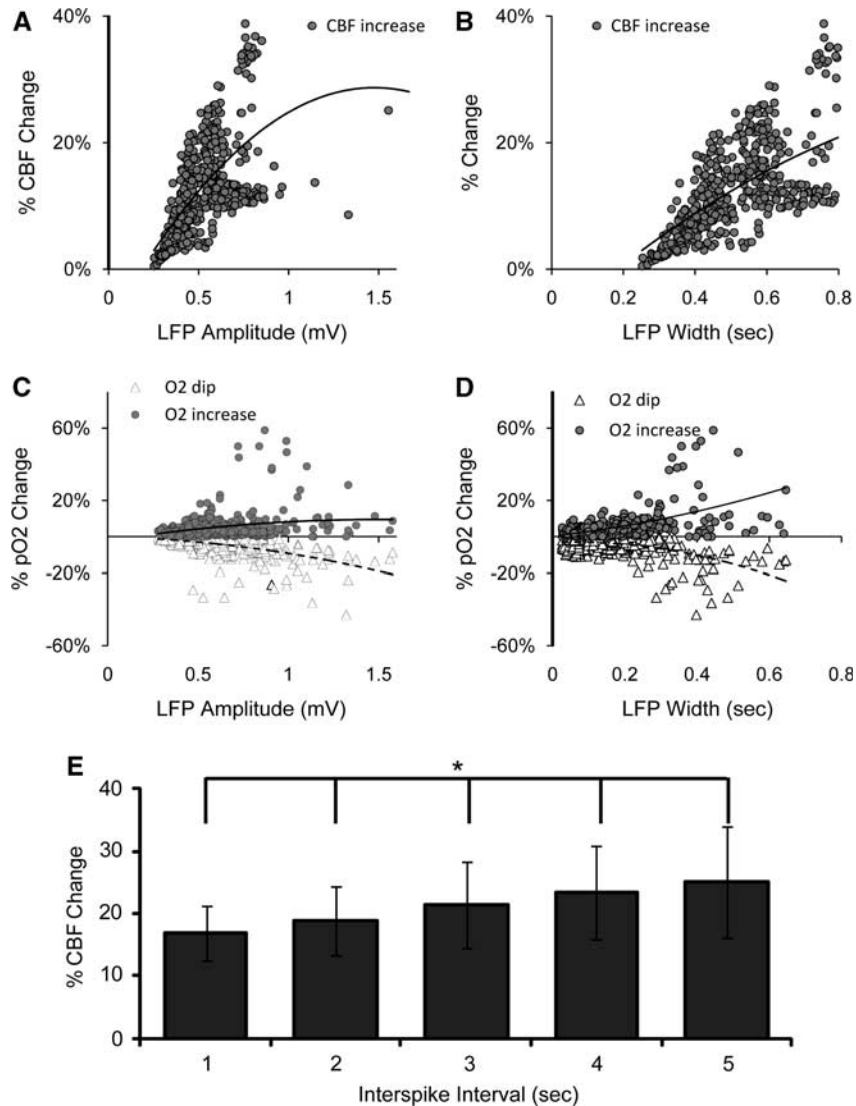 A
B
40%
20%
0%
% CBF Change
CBF increase
0
0.5
1
1.5
LFP Amplitude (mV)
40%
20%
0%
% Change
CBF increase
0
0.2
0.4
0.6
0.8
LFP Width (sec)
C
D
O2 dip
O2 increase
60%
20%
-20%
-60%
% pO2 Change
0
0.5
1
1.5
LFP Amplitude (mV)
O2 dip
O2 increase
60%
20%
-20%
-60%
% pO2 Change
0
0.2
0.4
0.6
0.8
LFP Width (sec)
E
*
40
30
20
10
0
% CBF Change
1
2
3
4
5
Interspike Interval (sec)